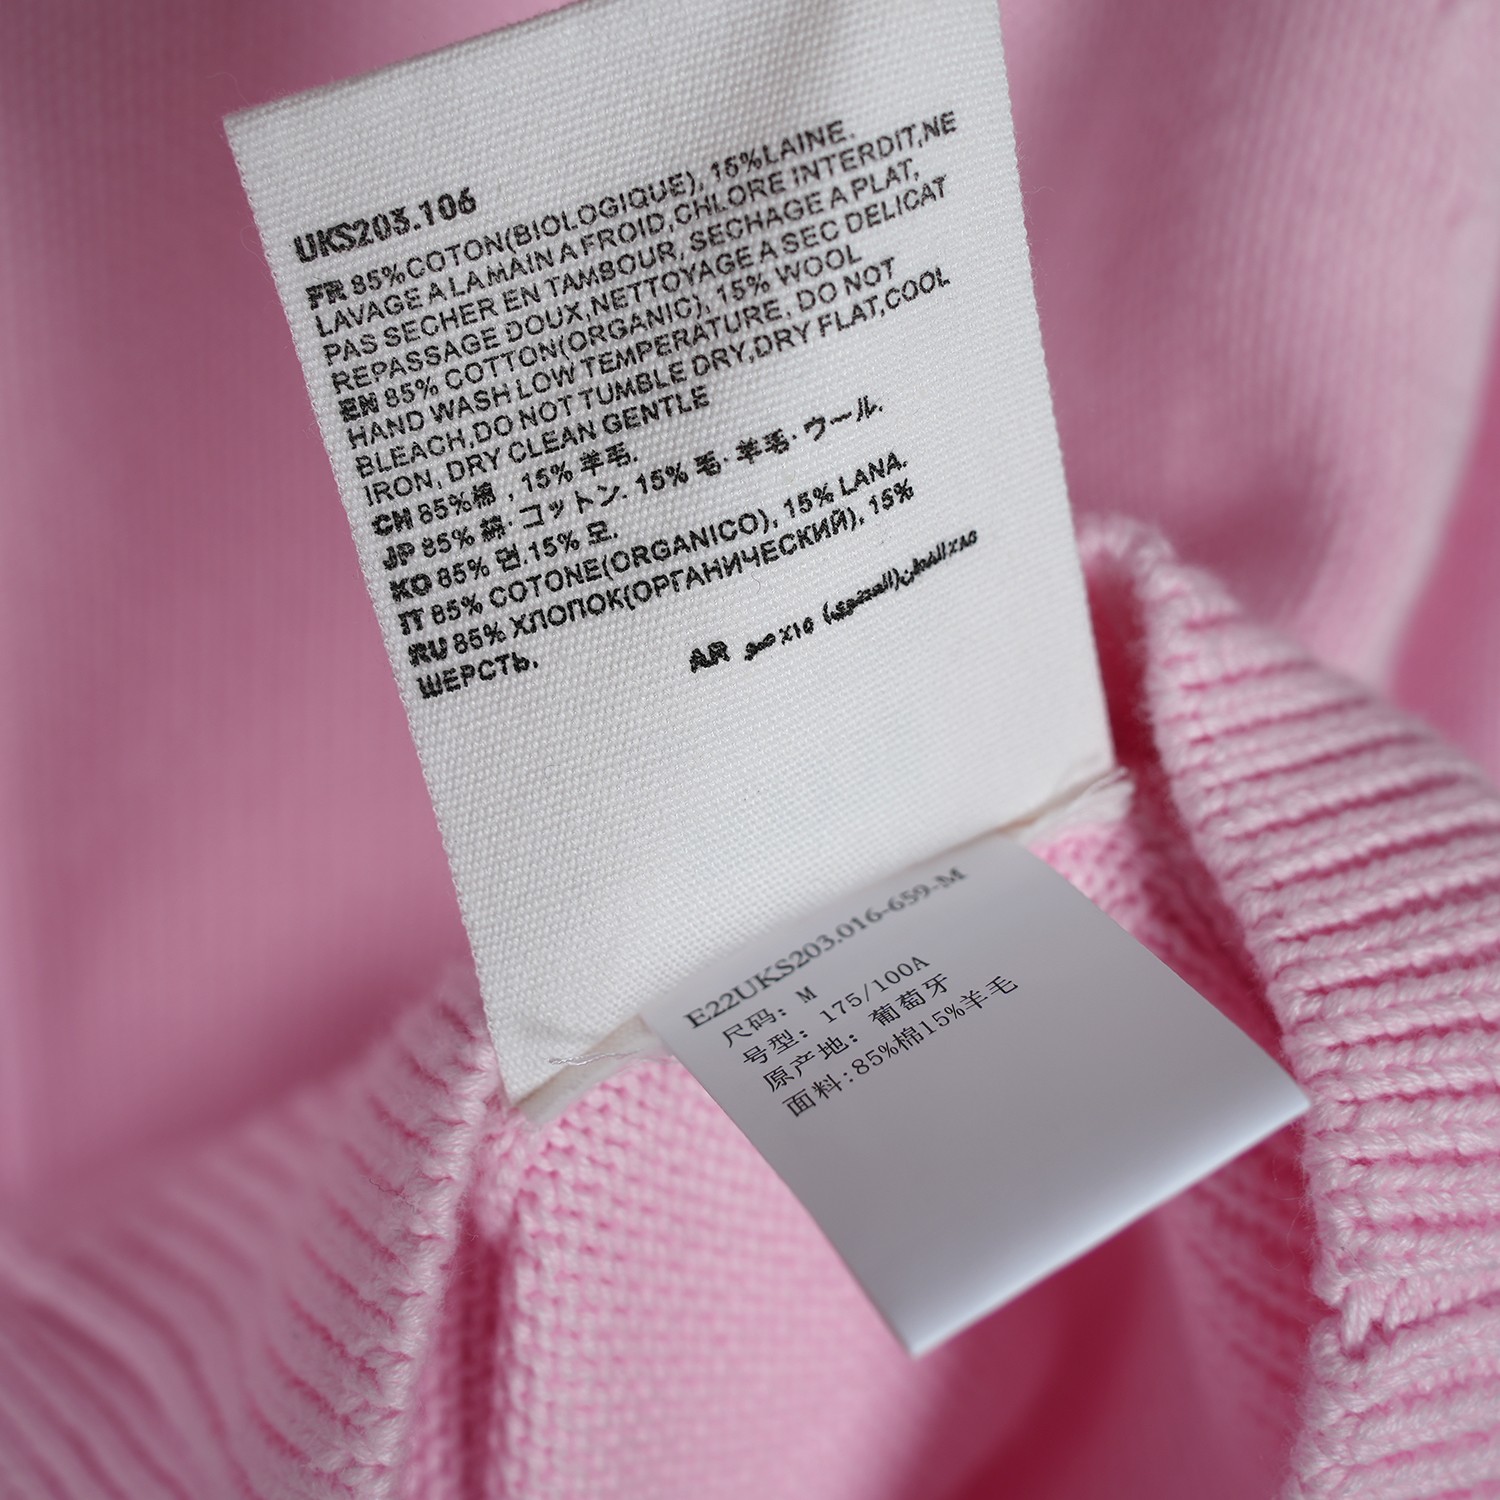 UKS203.106
FR 85%COTON(BIOLOGIQUE), 15%LAINE.
LAVAGE A LA MAIN A FROID,CHLORE INTERDIT,NE
PAS SECHER EN TAMBOUR, SECHAGE A PLAT,
REPASSAGE DOUX,NETTOYAGE A SEC DELICAT
EN 85% COTTON(ORGANIC), 15% WOOL
HAND WASH LOW TEMPERATURE, DO NOT
BLEACH,DO NOT TUMBLE DRY,DRY FLAT,COOL
IRON, DRY CLEAN GENTLE
CH 85%棉 , 15% 羊毛.
JP 85% 綿·コットン. 15% 毛·羊毛·ウール.
KO 85% 면.15% 모.
IT 85% COTONE(ORGANICO), 15% LANA.
RU 85% ХЛОПОК(ОРГАНИЧЕСКИЙ), 15%
ШЕРСТЬ.
AR
E22UKS203.016-659-M
尺码: M
号型: 175/100A
原产地: 葡萄牙
面料:85%棉15%羊毛